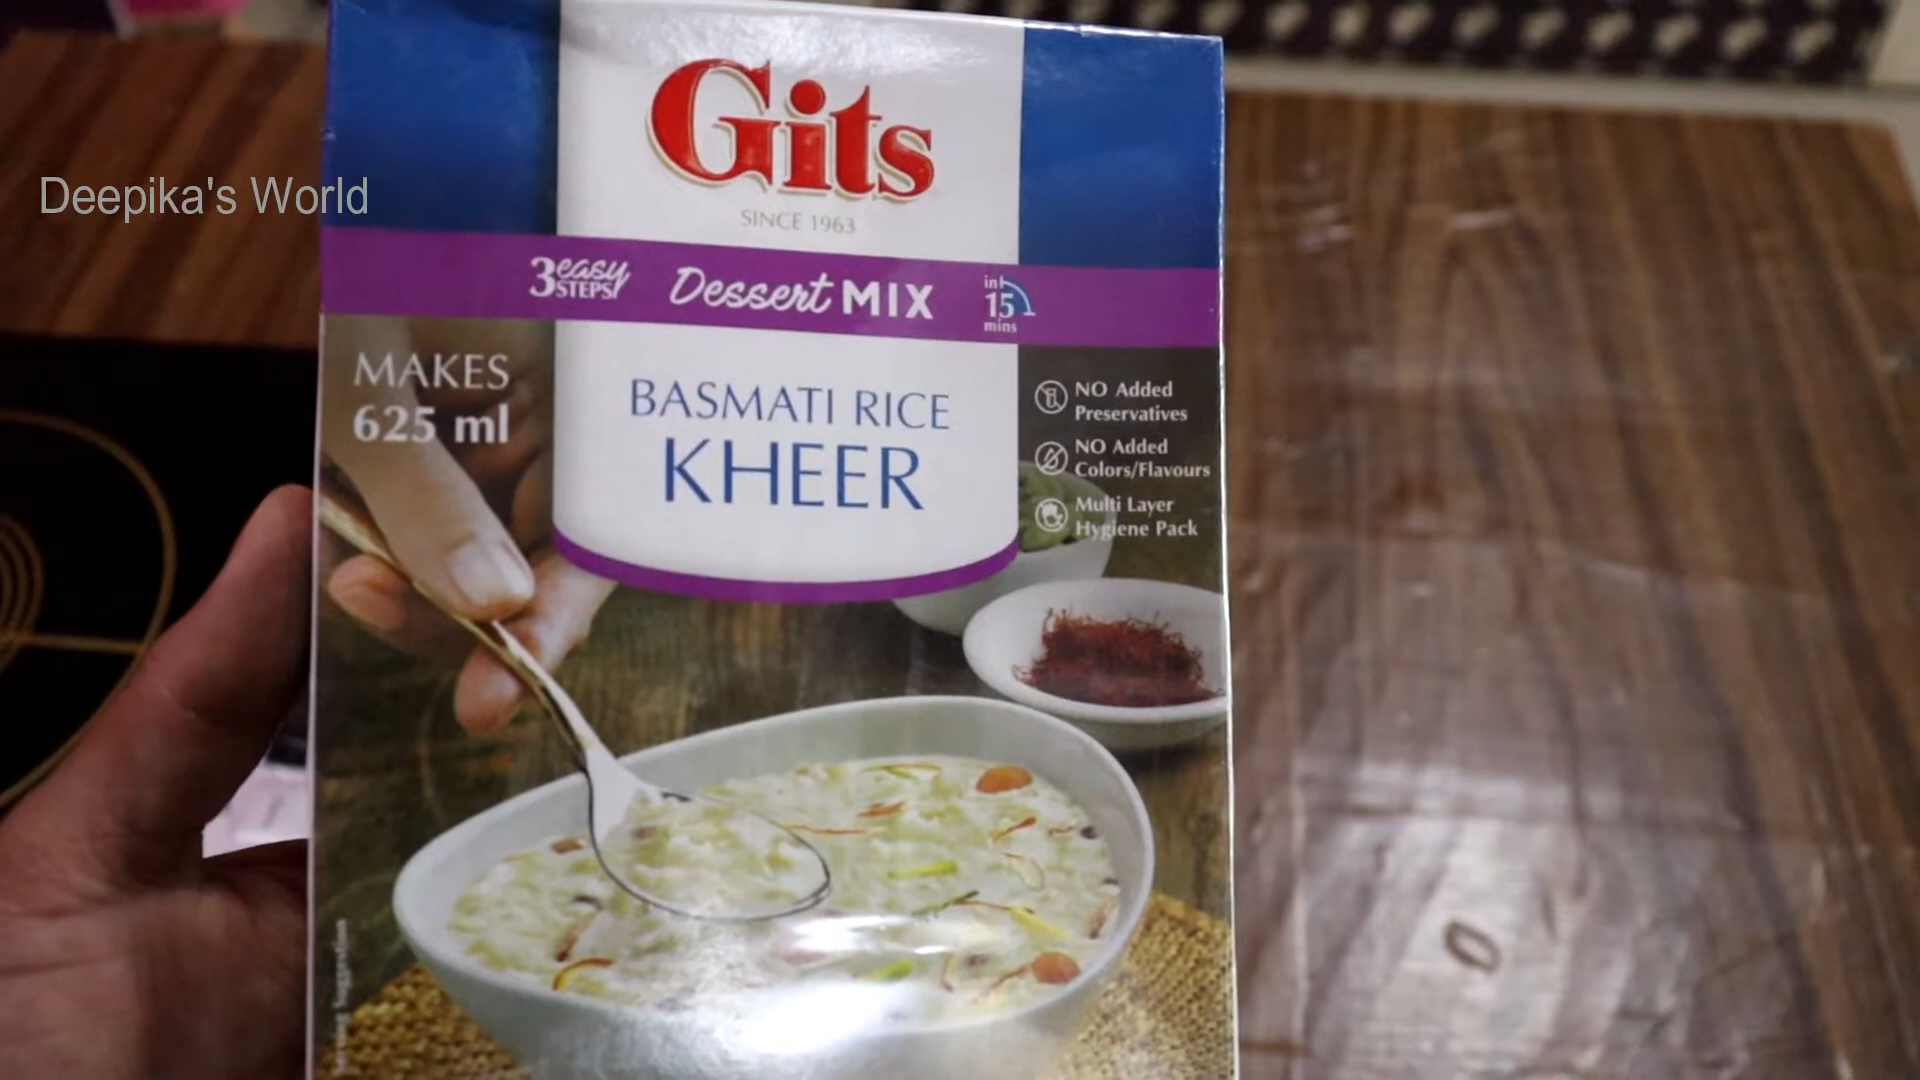 Deepika's World
Gits
SINCE 1963
3 easy STEPS
Dessert MIX
in 15 mins
MAKES
625 ml
BASMATI RICE
KHEER
NO Added
Preservatives
NO Added
Colors/Flavours
Multi Layer
Hygiene Pack
Serving Suggestion